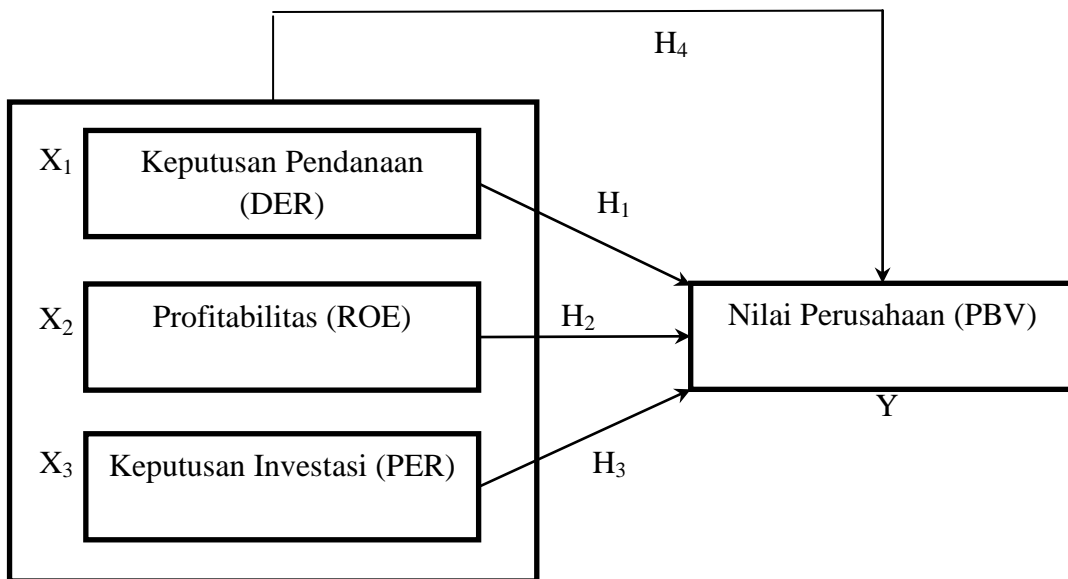 H₄
X₁
Keputusan Pendanaan
(DER)
H₁
X₂
Profitabilitas (ROE)
H₂
Nilai Perusahaan (PBV)
Y
X₃
Keputusan Investasi (PER)
H₃